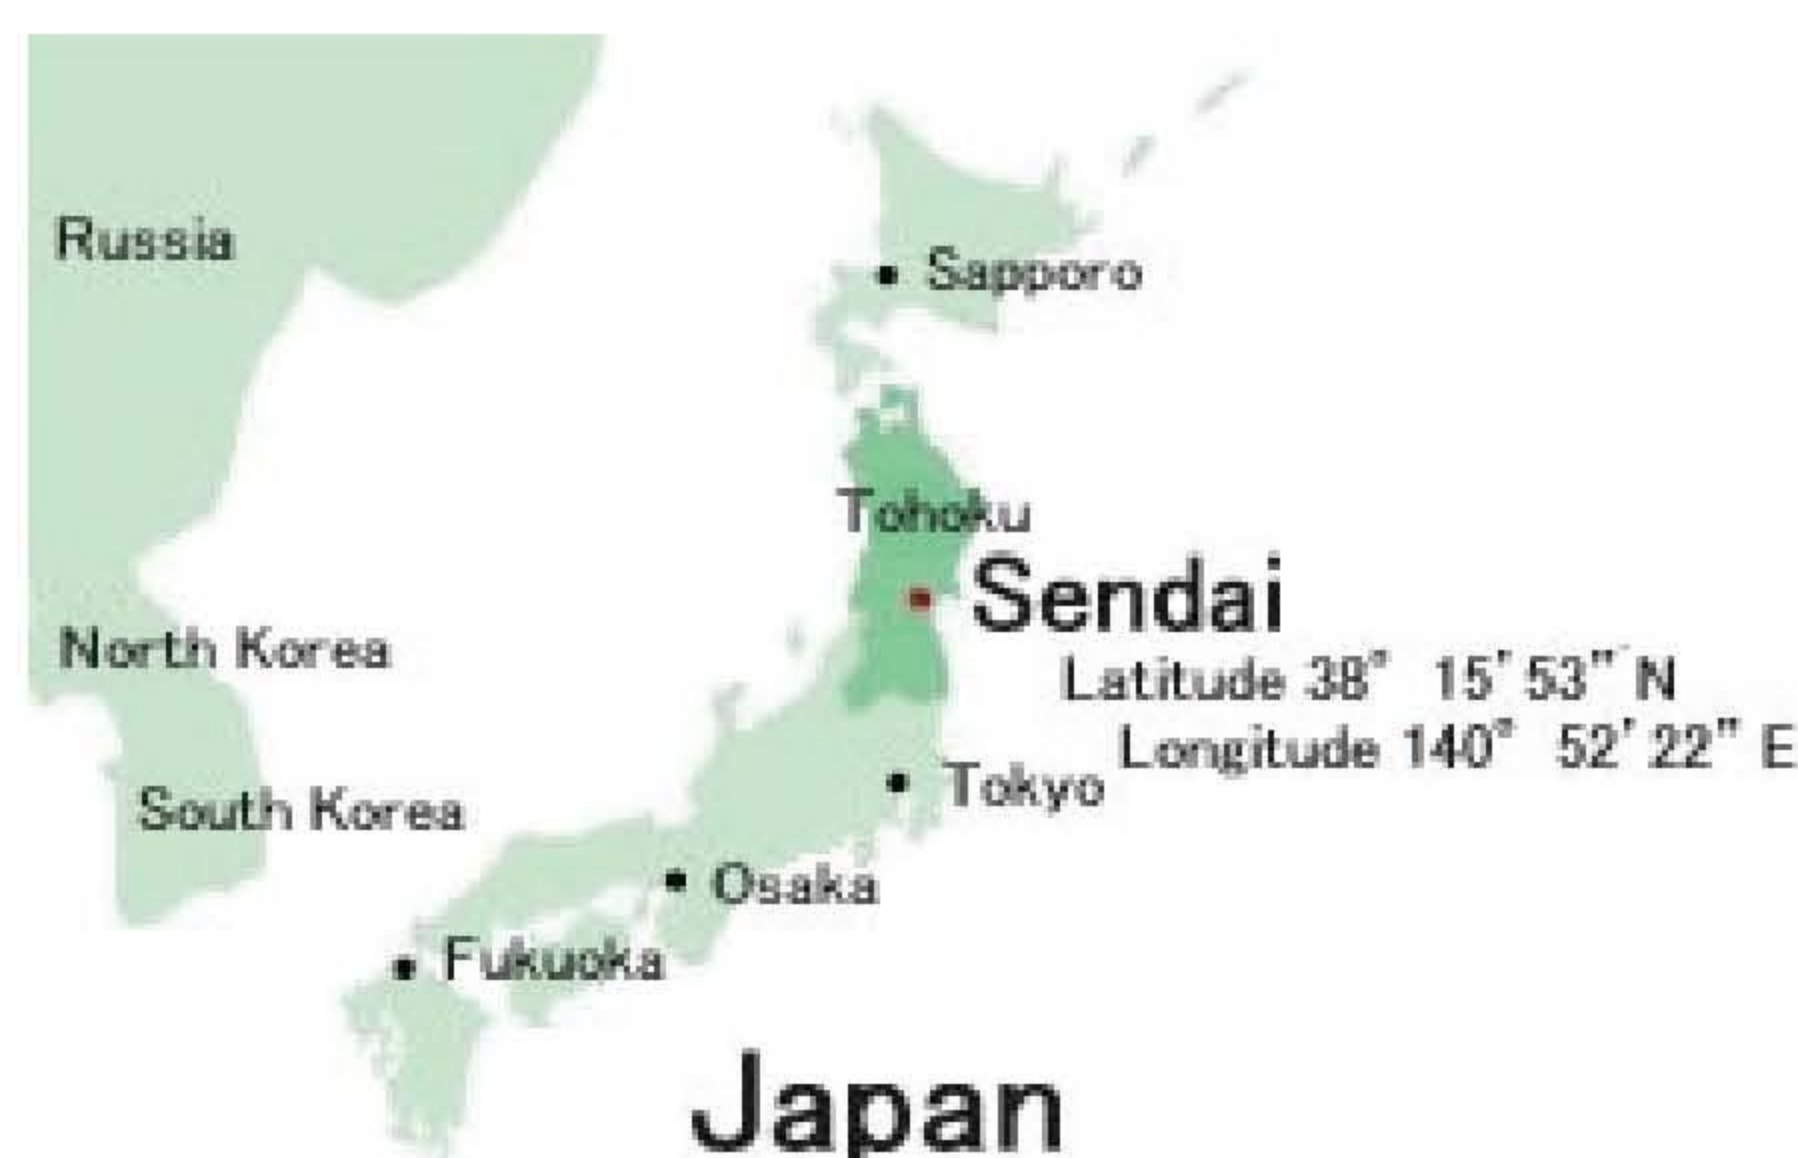 Russia
Sapporo
Tohoku
Sendai
Latitude 38° 15' 53" N
Longitude 140° 52' 22" E
North Korea
South Korea
Tokyo
Osaka
Fukuoka
Japan